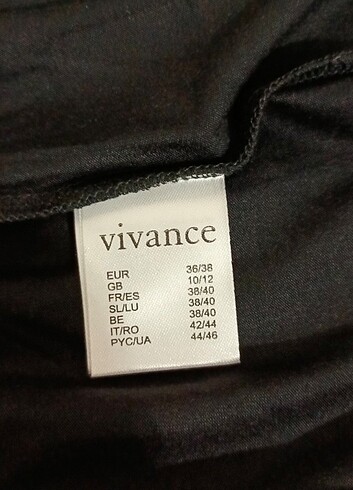 vivance
EUR 36/38
GB 10/12
FR/ES 38/40
SL/LU 38/40
BE 38/40
IT/RO 42/44
PYC/UA 44/46